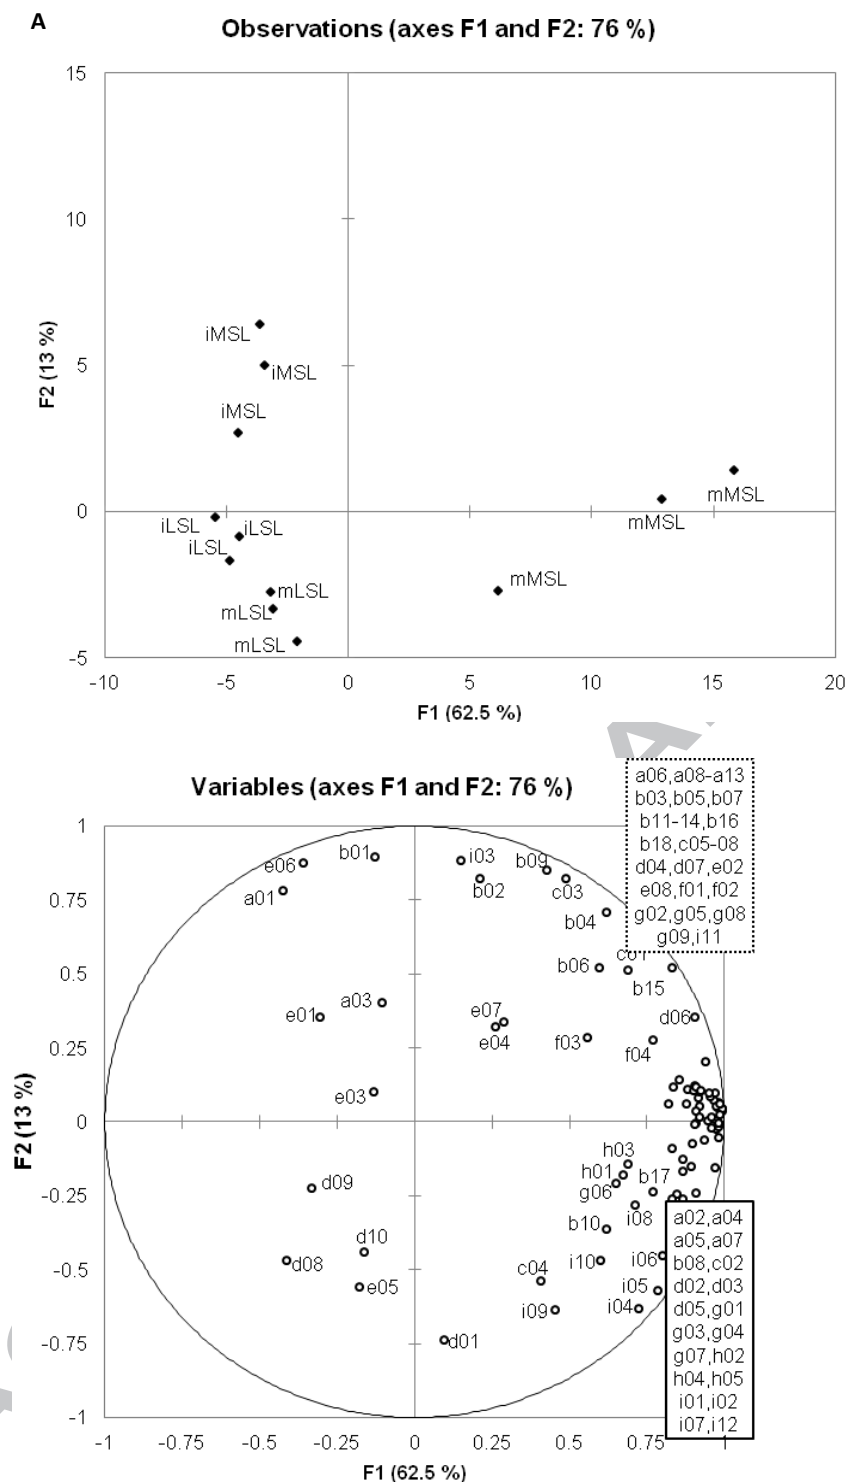 A
Observations (axes F1 and F2: 76 %)
15
10
5
0
-5
F2 (13 %)
iMSL
iMSL
iMSL
iLSL
iLSL
iLSL
mLSL
mLSL
mLSL
mMSL
mMSL
mMSL
-10 -5 0 5 10 15 20
F1 (62.5 %)
Variables (axes F1 and F2: 76 %)
a06,a08-a13
b03,b05,b07
b11-14,b16
b18,c05-08
d04,d07,e02
e08,f01,f02
g02,g05,g08
g09,i11
1
0.75
0.5
0.25
0
-0.25
-0.5
-0.75
-1
F2 (13 %)
b01
e06
a01
i03
b09
b02
c03
b04
b06
b15
a03
e01
e07
e04
d06
f03
f04
e03
h03
h01
b17
g06
d09
i08
b10
d10
d08
i10
i06
c04
e05
i05
i09
i04
d01
a02,a04
a05,a07
b08,c02
d02,d03
d05,g01
g03,g04
g07,h02
h04,h05
i01,i02
i07,i12
-1 -0.75 -0.5 -0.25 0 0.25 0.5 0.75
F1 (62.5 %)